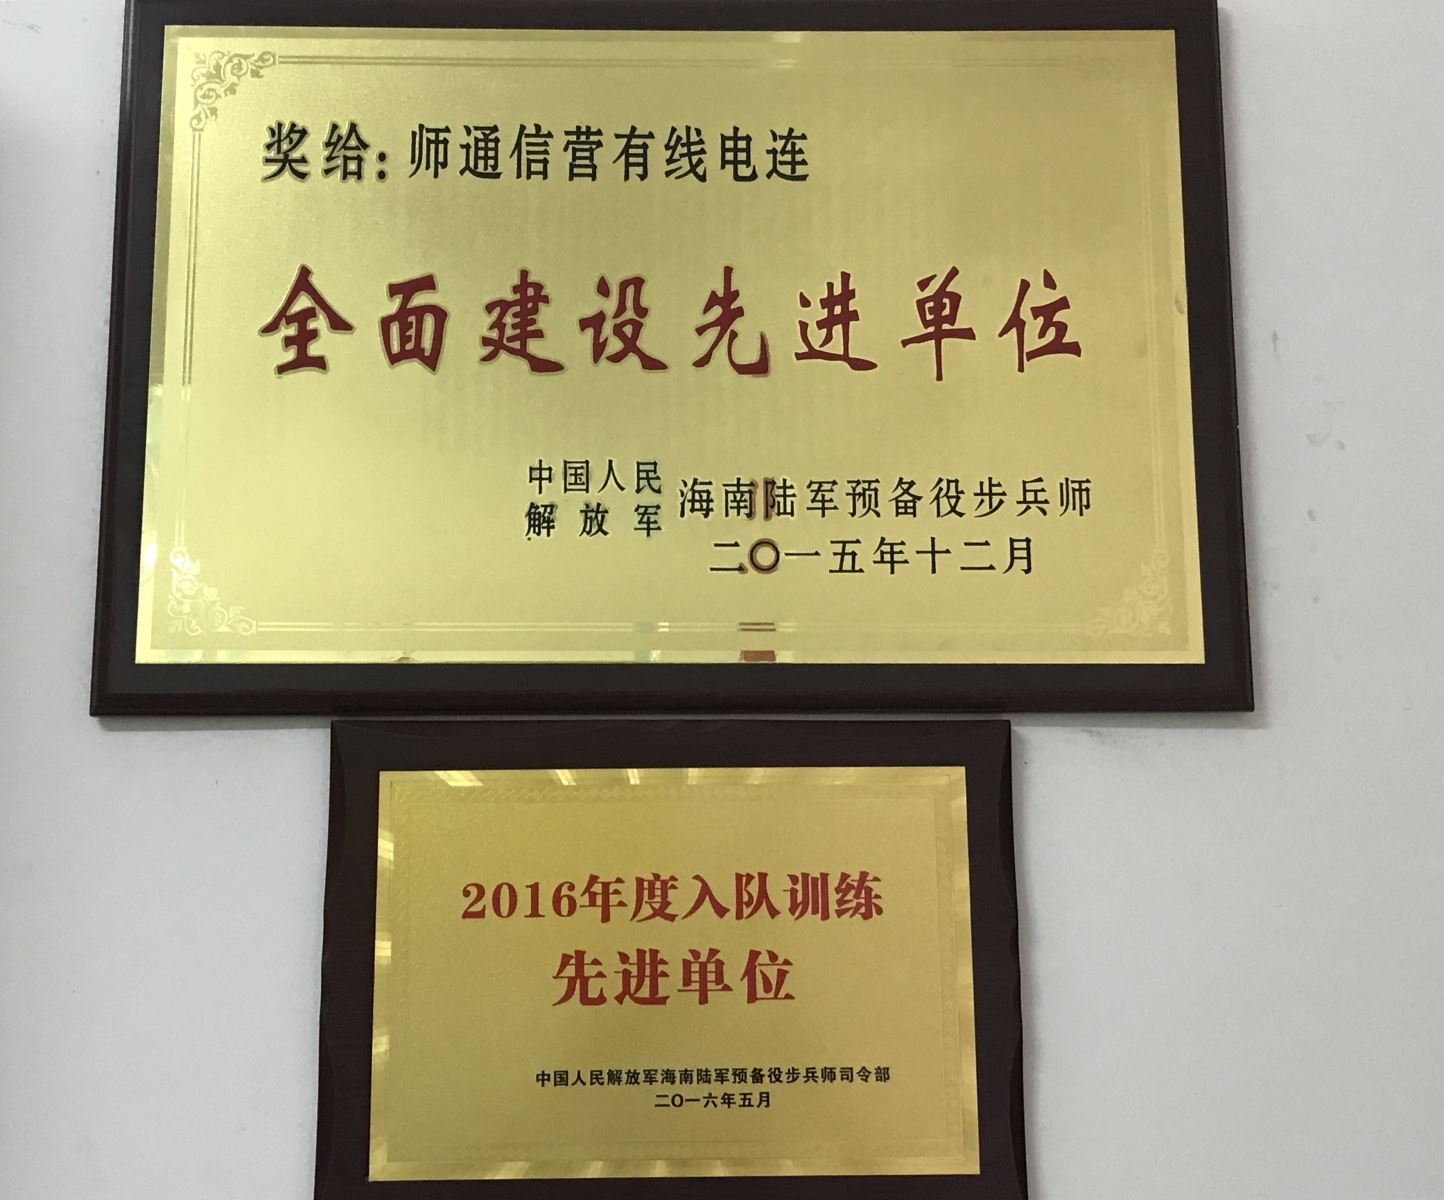 奖给:师通信营有线电连
全面建设先进单位
中国人民
解放军
海南陆军预备役步兵师
二〇一五年十二月
2016年度入队训练
先进单位
中国人民解放军海南陆军预备役步兵师司令部
二〇一六年五月